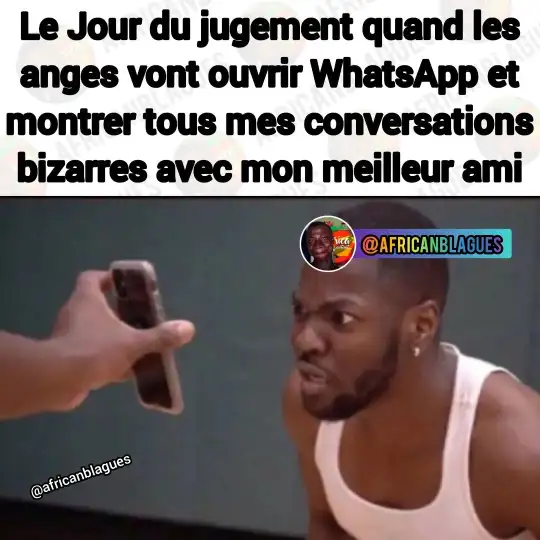 Le Jour du jugement quand les
anges vont ouvrir WhatsApp et
montrer tous mes conversations
bizarres avec mon meilleur ami
@AFRICANBLAGUES
@africanblagues